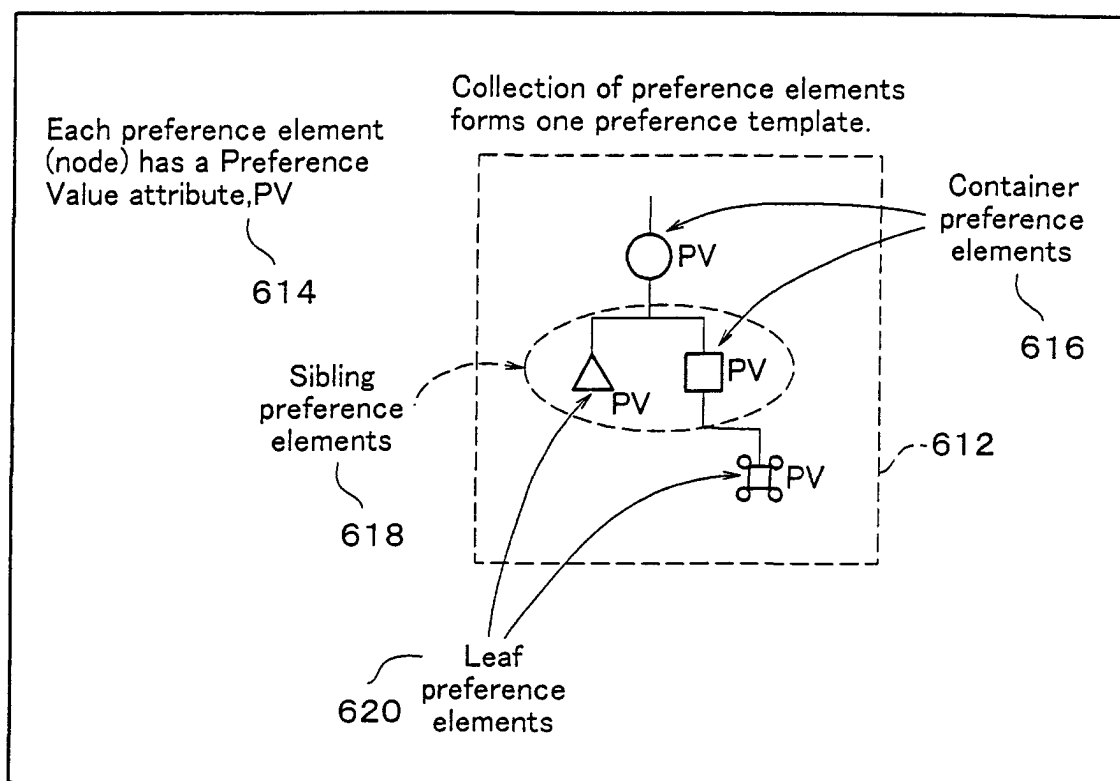 Collection of preference elements
forms one preference template.
Each preference element
(node) has a Preference
Value attribute,PV
614
Container
preference
elements
616
PV
PV
PV
Sibling
preference
elements
618
612
PV
Leaf
preference
elements
620